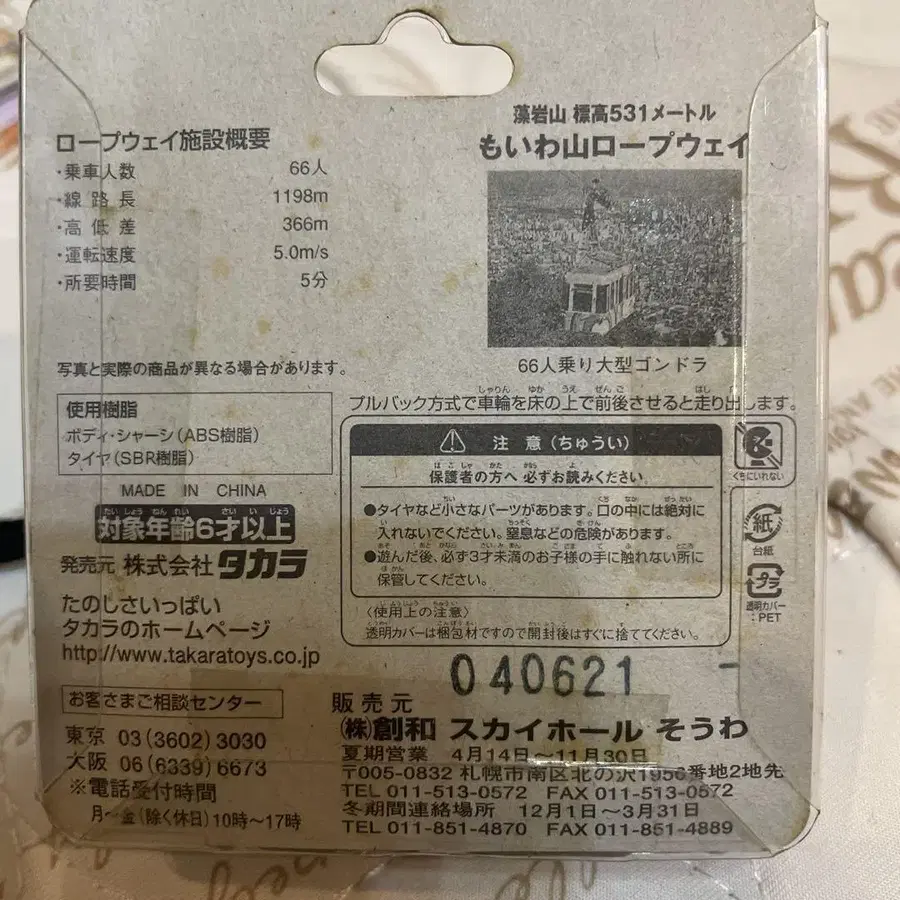 藻岩山 標高531メートル
もいわ山ロープウェイ
66人乗り大型ゴンドラ
ロープウェイ施設概要
・乗車人数 66人
・線路長 1198m
・高低差 366m
・運転速度 5.0m/s
・所要時間 5分
写真と実際の商品が異なる場合があります。
プルバック方式で車輪を床の上で前後させると走り出します。
使用樹脂
ボディ・シャーシ(ABS樹脂)
タイヤ(SBR樹脂)
MADE IN CHINA
対象年齢6才以上
発売元 株式会社タカラ
たのしさいっぱい
タカラのホームページ
http://www.takaratoys.co.jp
お客さまご相談センター
東京 03(3602)3030
大阪 06(6339)6673
※電話受付時間
月〜金(除く休日)10時〜17時
注 意(ちゅうい)
保護者の方へ 必ずお読みください
●タイヤなど小さなパーツがあります。口の中には絶対に
入れないでください。窒息などの危険があります。
●遊んだ後、必ず3才未満のお子様の手に触れない所に
保管してください。
〈使用上の注意〉
透明カバーは梱包材ですので開封後はすぐに捨ててください。
くちにいれない
紙
台紙
プラ
透明カバー
:PET
040621
販売元
(株)創和 スカイホール そうわ
夏期営業 4月14日〜11月30日
〒005-0832 札幌市南区北の沢1956番地2地先
TEL 011-513-0572 FAX 011-513-0572
冬期間連絡場所 12月1日〜3月31日
TEL 011-851-4870 FAX 011-851-4889